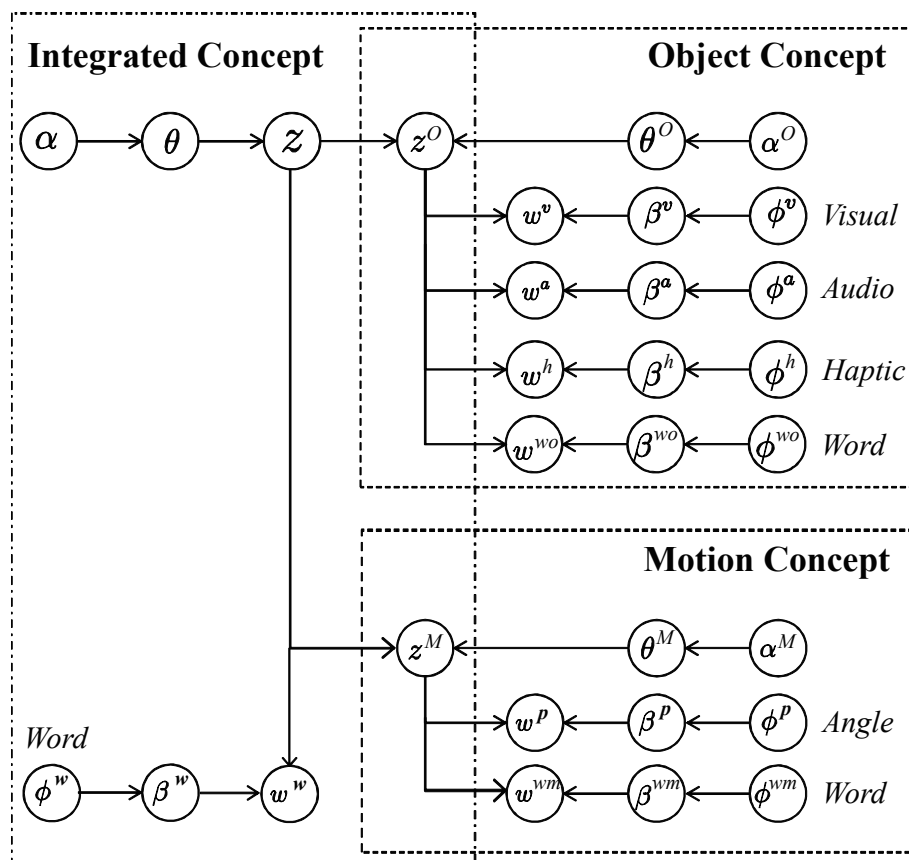 Integrated Concept
Object Concept
α θ z z^O θ^O α^O
w^v β^v ϕ^v Visual
w^a β^a ϕ^a Audio
w^h β^h ϕ^h Haptic
w^wo β^wo ϕ^wo Word
Motion Concept
z^M θ^M α^M
w^p β^p ϕ^p Angle
Word
ϕ^w β^w w^w w^wm β^wm ϕ^wm Word